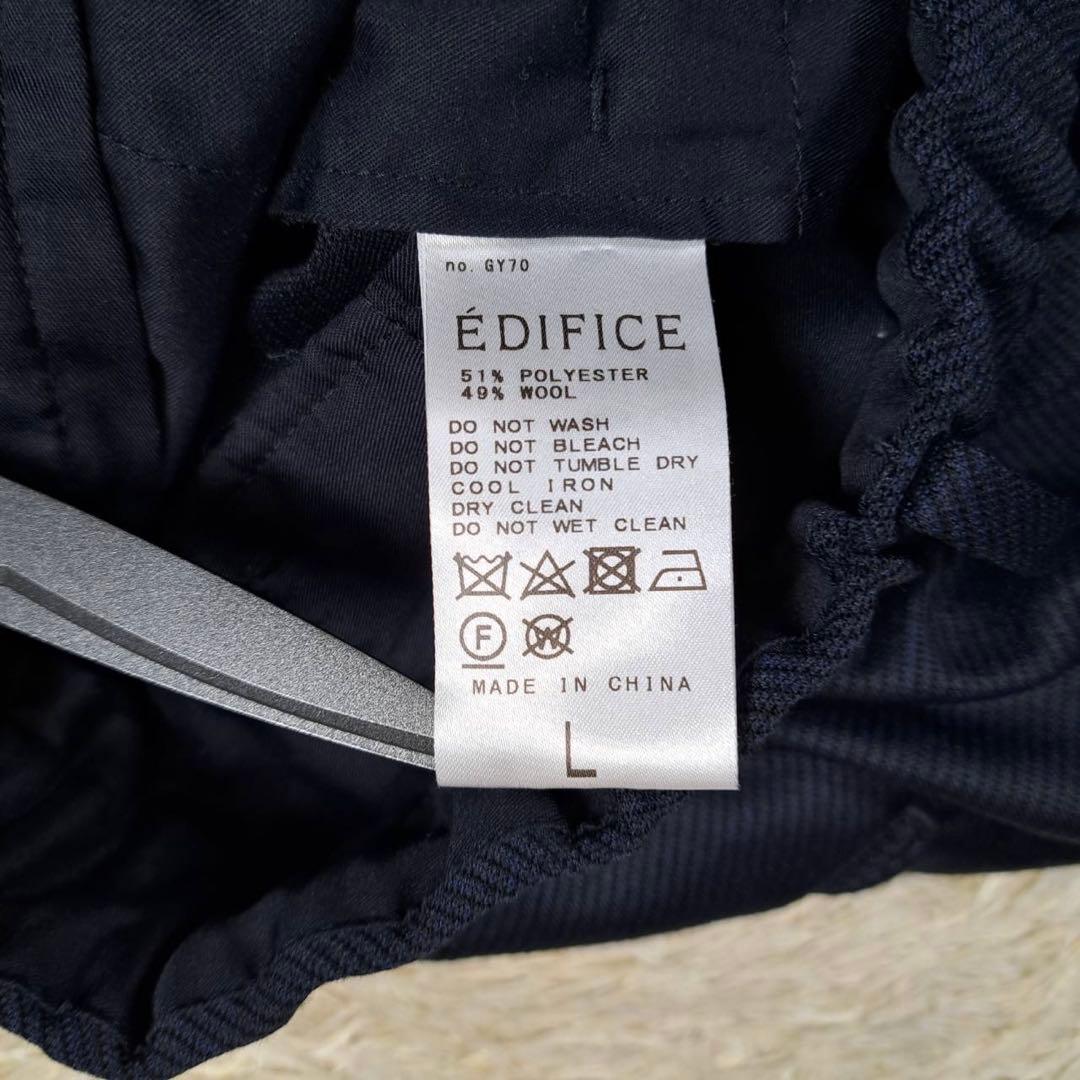 no. GY70
ÉDIFICE
51% POLYESTER
49% WOOL
DO NOT WASH
DO NOT BLEACH
DO NOT TUMBLE DRY
COOL IRON
DRY CLEAN
DO NOT WET CLEAN
F W
MADE IN CHINA
L